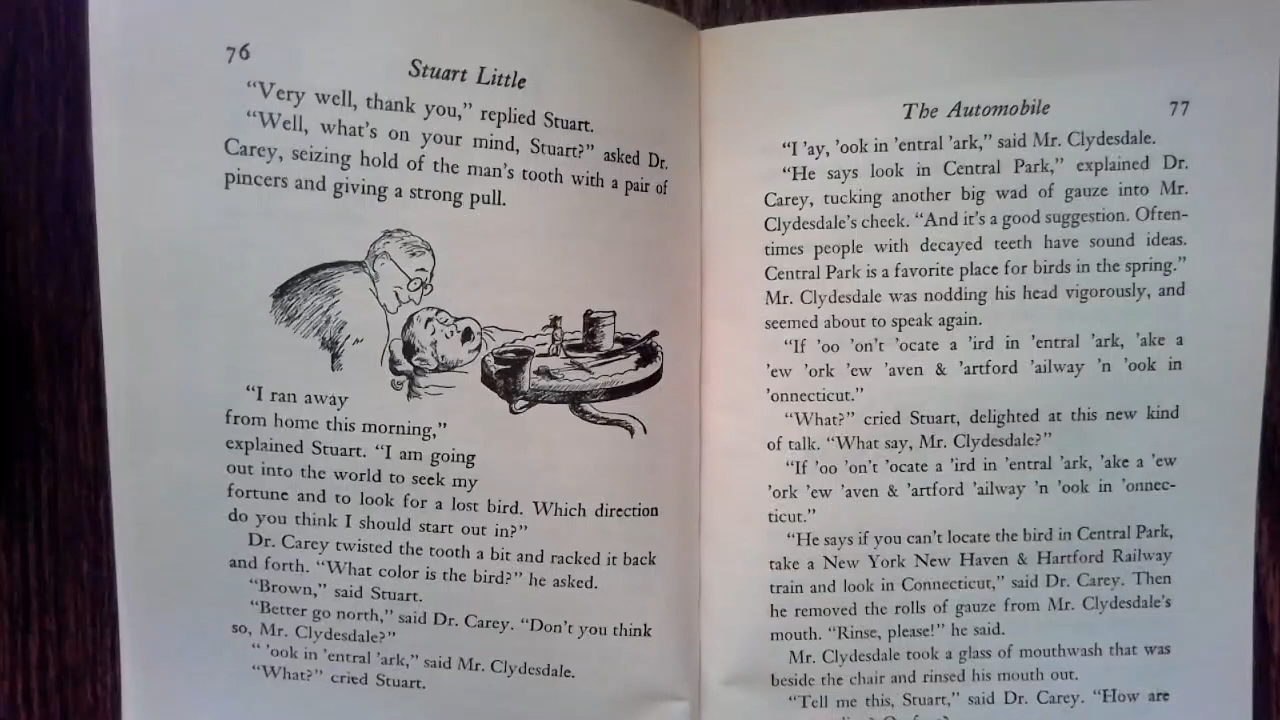 76
Stuart Little
“Very well, thank you,” replied Stuart.
“Well, what's on your mind, Stuart?” asked Dr.
Carey, seizing hold of the man's tooth with a pair of
pincers and giving a strong pull.
“I ran away
from home this morning,”
explained Stuart. “I am going
out into the world to seek my
fortune and to look for a lost bird. Which direction
do you think I should start out in?”
Dr. Carey twisted the tooth a bit and racked it back
and forth. “What color is the bird?” he asked.
“Brown,” said Stuart.
“Better go north,” said Dr. Carey. “Don't you think
so, Mr. Clydesdale?”
“ 'ook in 'entral 'ark,” said Mr. Clydesdale.
“What?” cried Stuart.
The Automobile 77
“I 'ay, 'ook in 'entral 'ark,” said Mr. Clydesdale.
“He says look in Central Park,” explained Dr.
Carey, tucking another big wad of gauze into Mr.
Clydesdale's cheek. “And it's a good suggestion. Often-
times people with decayed teeth have sound ideas.
Central Park is a favorite place for birds in the spring.”
Mr. Clydesdale was nodding his head vigorously, and
seemed about to speak again.
“If 'oo 'on't 'ocate a 'ird in 'entral 'ark, 'ake a
'ew 'ork 'ew 'aven & 'artford 'ailway 'n 'ook in
'onnecticut.”
“What?” cried Stuart, delighted at this new kind
of talk. “What say, Mr. Clydesdale?”
“If 'oo 'on't 'ocate a 'ird in 'entral 'ark, 'ake a 'ew
'ork 'ew 'aven & 'artford 'ailway 'n 'ook in 'onnec-
ticut.”
“He says if you can't locate the bird in Central Park,
take a New York New Haven & Hartford Railway
train and look in Connecticut,” said Dr. Carey. Then
he removed the rolls of gauze from Mr. Clydesdale's
mouth. “Rinse, please!” he said.
Mr. Clydesdale took a glass of mouthwash that was
beside the chair and rinsed his mouth out.
“Tell me this, Stuart,” said Dr. Carey. “How are